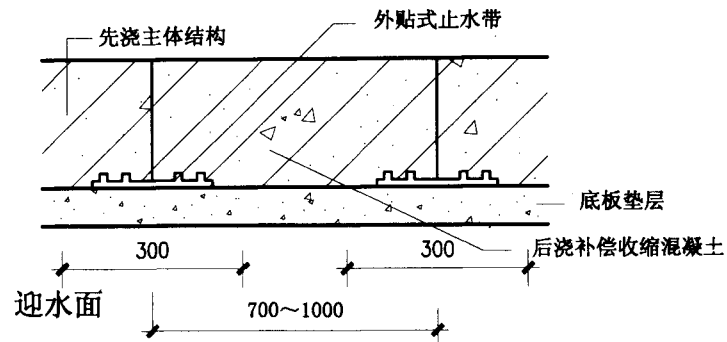 外贴式止水带
先浇主体结构
底板垫层
后浇补偿收缩混凝土
300
300
迎水面
700～1000